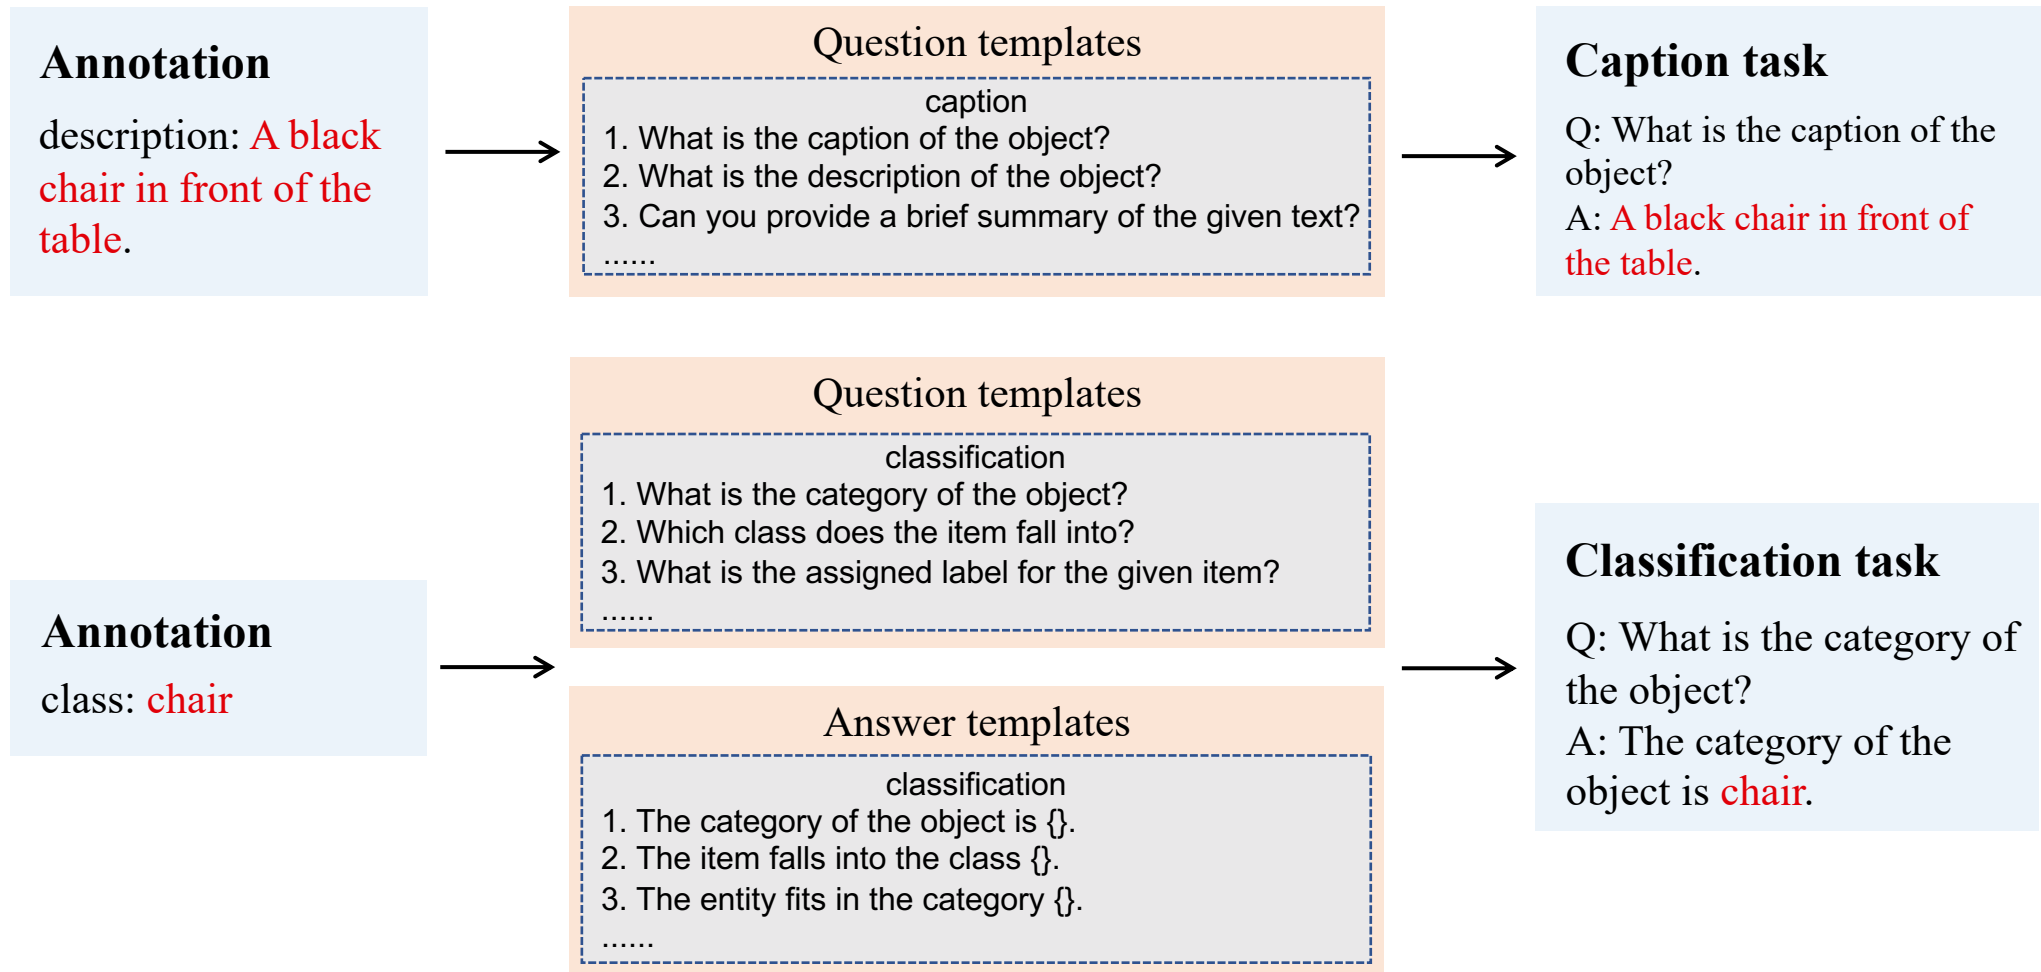 Annotation
description: A black
chair in front of the
table.
Question templates
caption
1. What is the caption of the object?
2. What is the description of the object?
3. Can you provide a brief summary of the given text?
......
Caption task
Q: What is the caption of the
object?
A: A black chair in front of
the table.
Annotation
class: chair
Question templates
classification
1. What is the category of the object?
2. Which class does the item fall into?
3. What is the assigned label for the given item?
......
Answer templates
classification
1. The category of the object is {}.
2. The item falls into the class {}.
3. The entity fits in the category {}.
......
Classification task
Q: What is the category of
the object?
A: The category of the
object is chair.